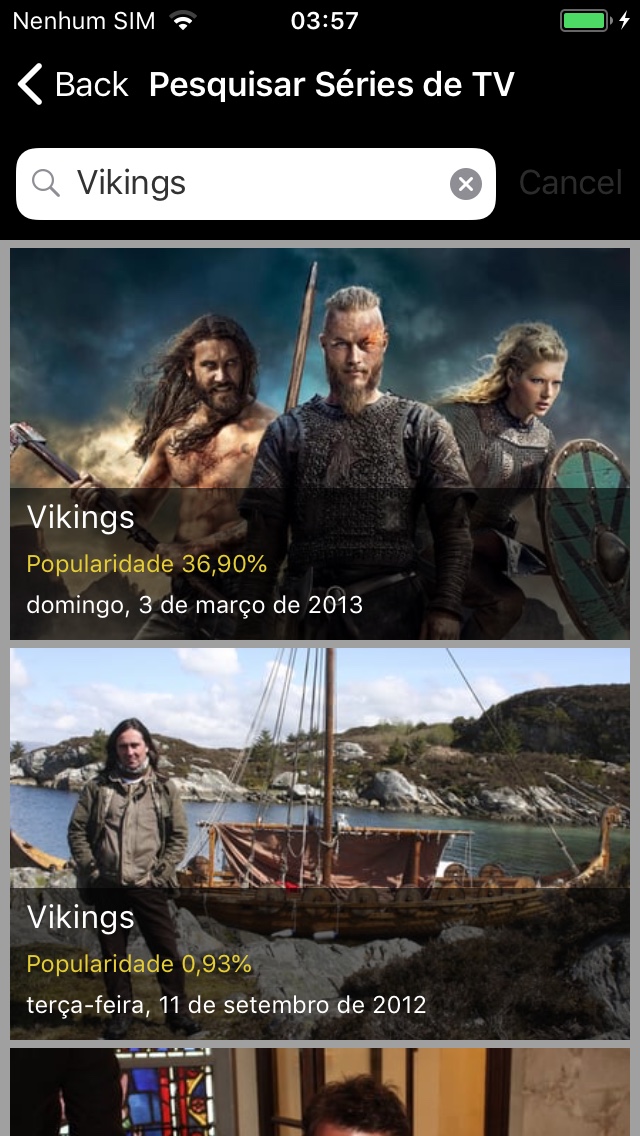 Nenhum SIM 03:57
Back Pesquisar Séries de TV
Vikings Cancel
Vikings
Popularidade 36,90%
domingo, 3 de março de 2013
Vikings
Popularidade 0,93%
terça-feira, 11 de setembro de 2012